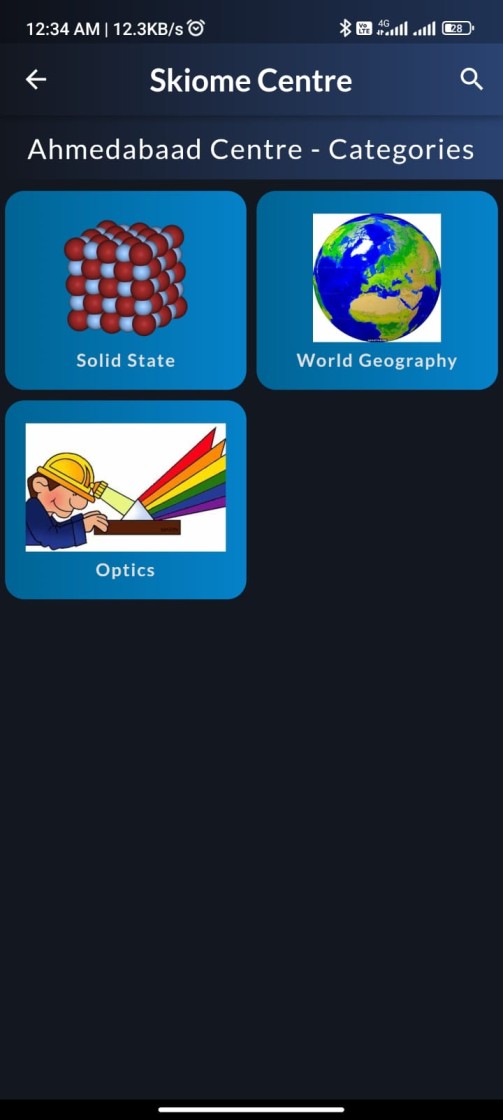 12:34 AM | 12.3KB/s
Vo LTE 4G 28
Skiome Centre
Ahmedabaad Centre - Categories
Solid State
World Geography
Optics